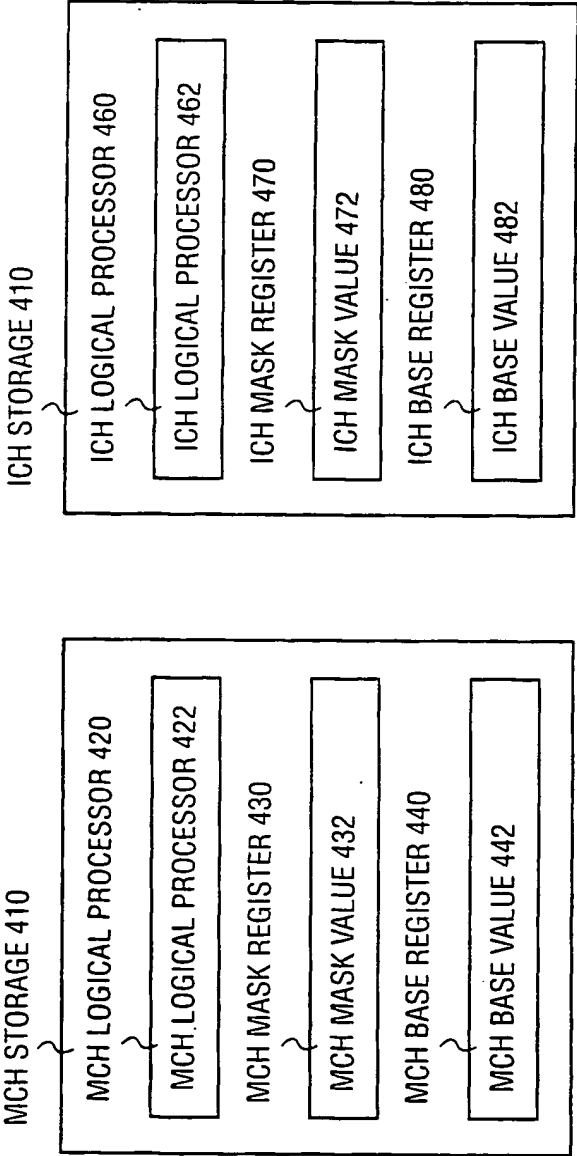 MCH STORAGE 410
MCH LOGICAL PROCESSOR 420
MCH LOGICAL PROCESSOR 422
MCH MASK REGISTER 430
MCH MASK VALUE 432
MCH BASE REGISTER 440
MCH BASE VALUE 442
ICH STORAGE 410
ICH LOGICAL PROCESSOR 460
ICH LOGICAL PROCESSOR 462
ICH MASK REGISTER 470
ICH MASK VALUE 472
ICH BASE REGISTER 480
ICH BASE VALUE 482